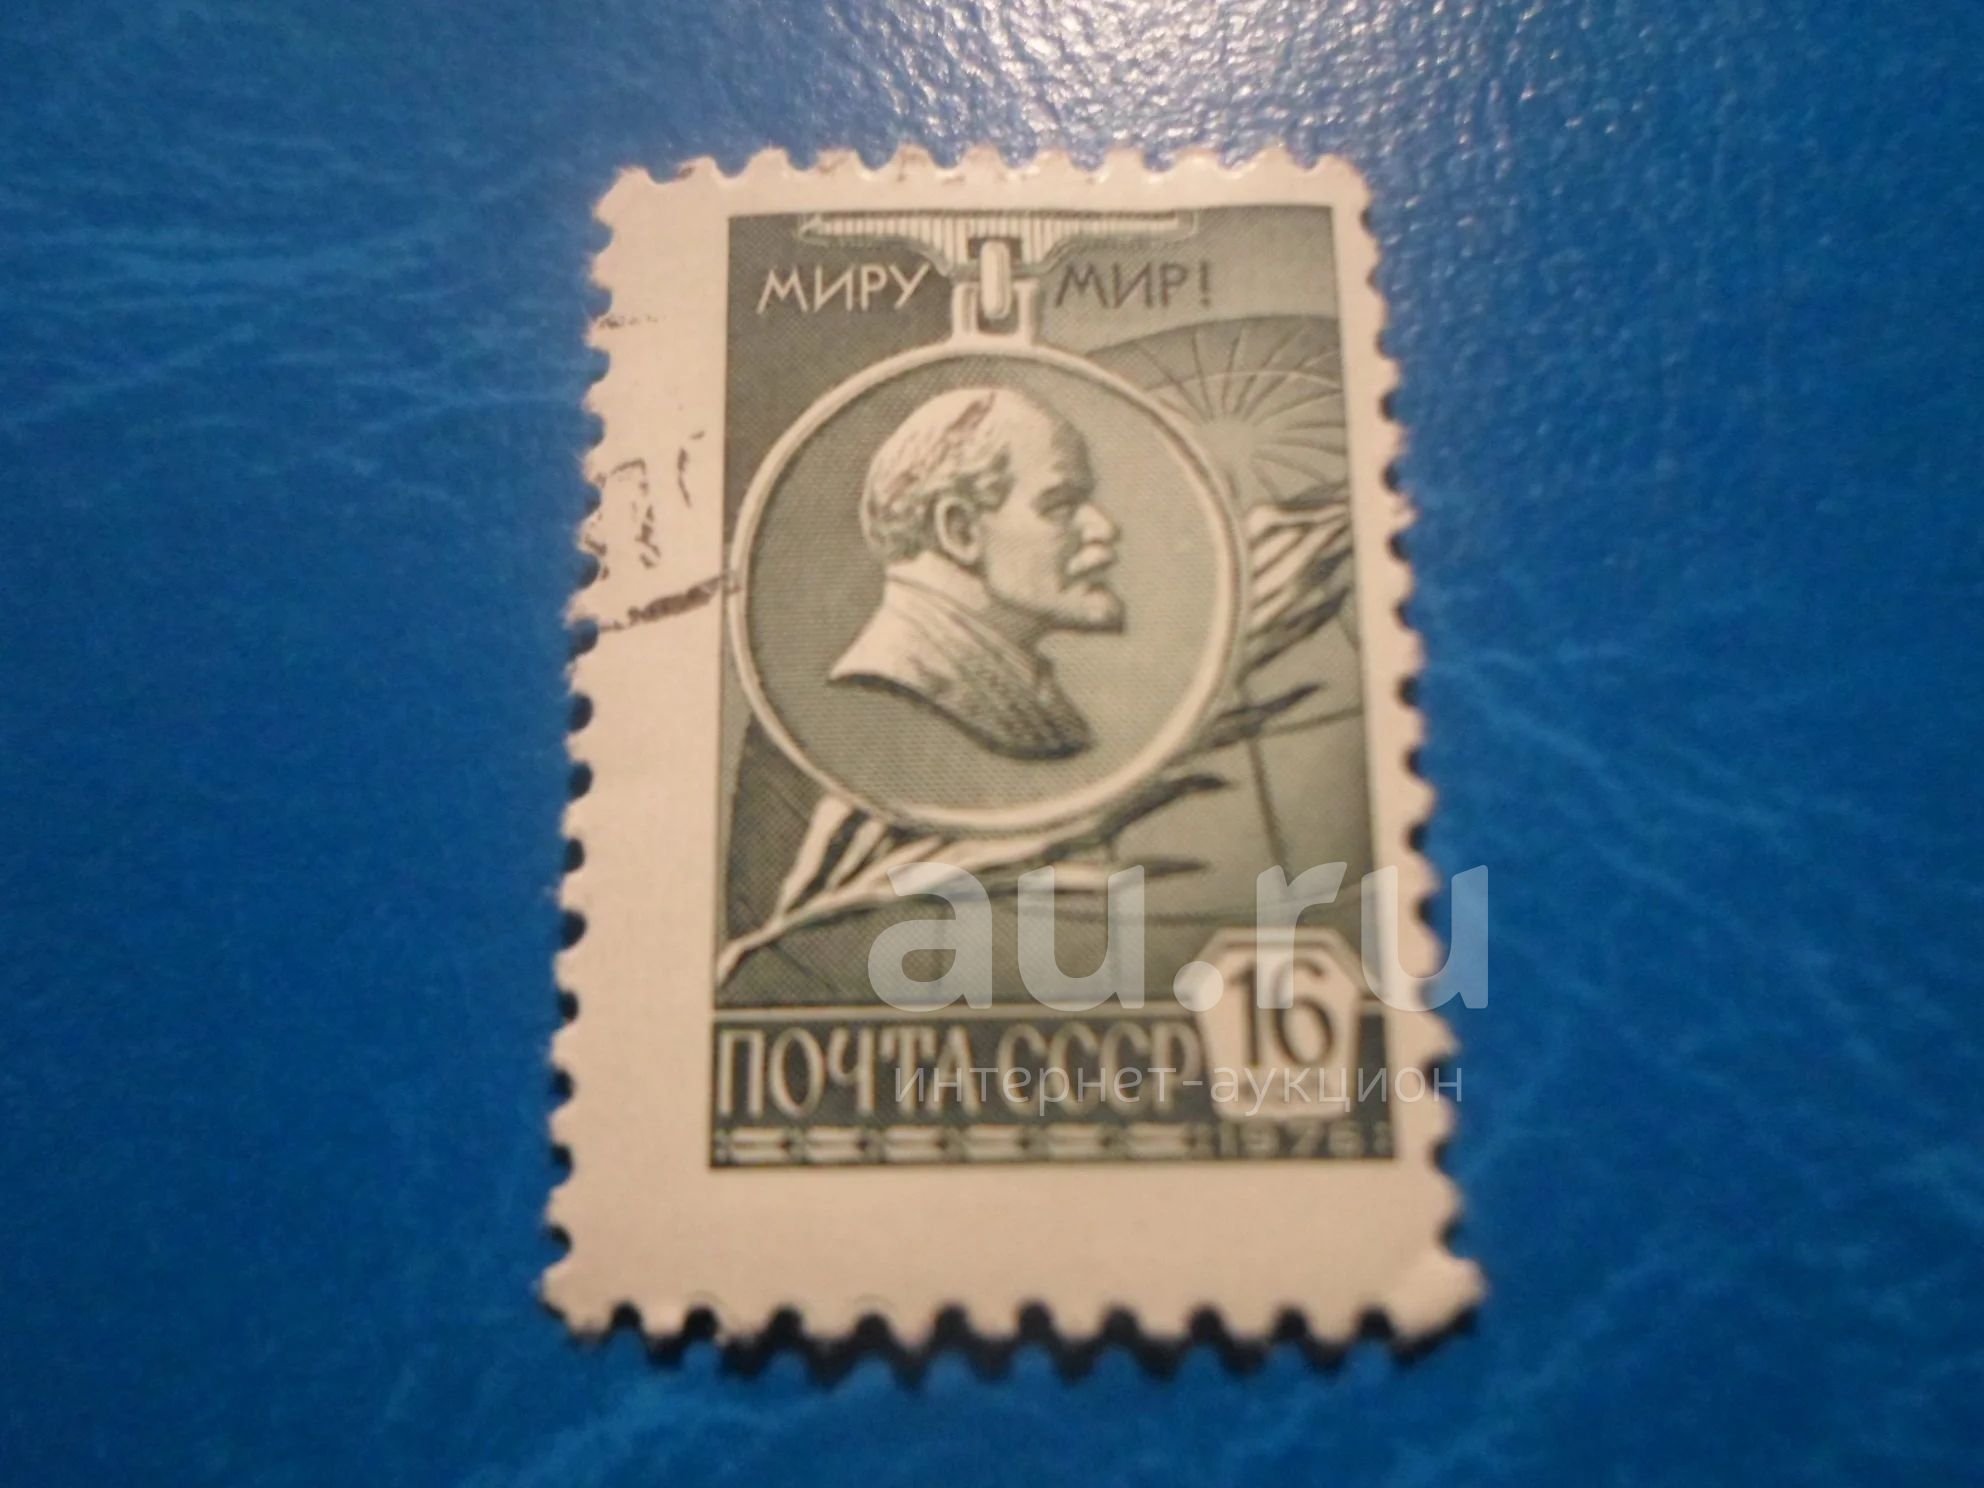 МИРУ МИР!
au.ru
16
ПОЧТА СССР
интернет-аукцион
1976